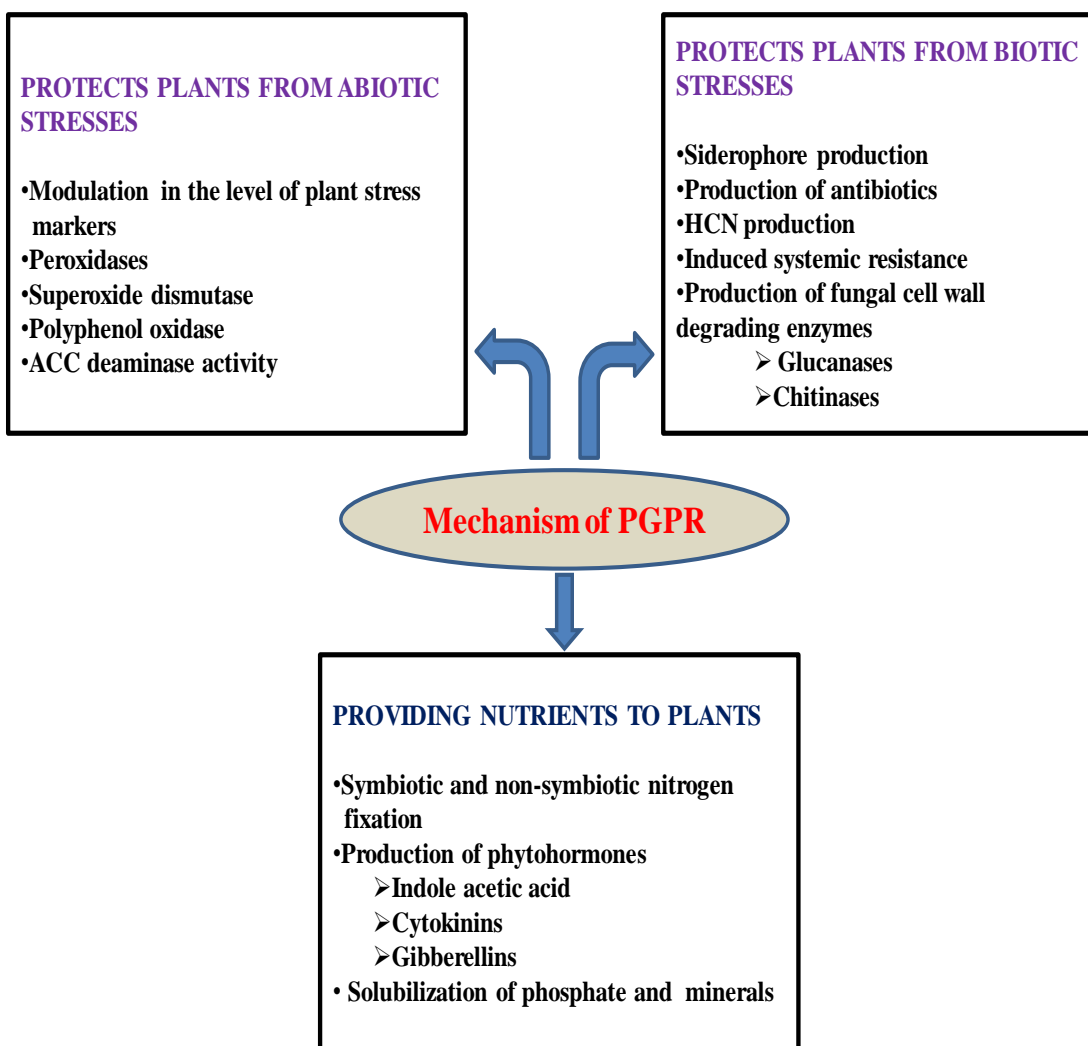 PROTECTS PLANTS FROM ABIOTIC
STRESSES
•Modulation in the level of plant stress
markers
•Peroxidases
•Superoxide dismutase
•Polyphenol oxidase
•ACC deaminase activity
PROTECTS PLANTS FROM BIOTIC
STRESSES
•Siderophore production
•Production of antibiotics
•HCN production
•Induced systemic resistance
•Production of fungal cell wall
degrading enzymes
➢ Glucanases
➢Chitinases
Mechanism of PGPR
PROVIDING NUTRIENTS TO PLANTS
•Symbiotic and non-symbiotic nitrogen
fixation
•Production of phytohormones
➢Indole acetic acid
➢Cytokinins
➢Gibberellins
• Solubilization of phosphate and minerals